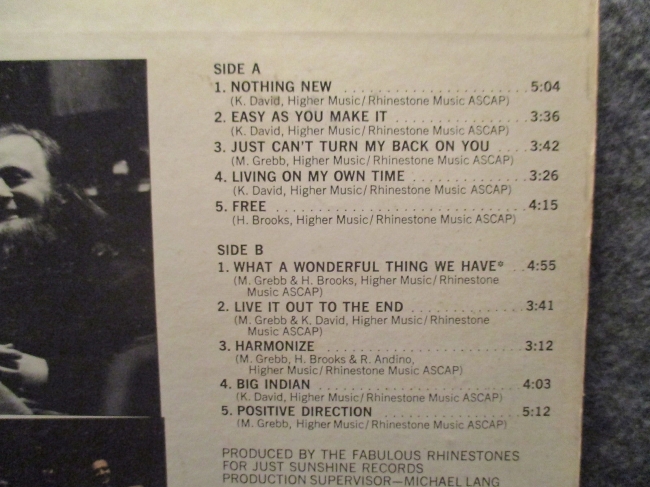 SIDE A
1. NOTHING NEW ........................ 5:04
(K. David, Higher Music/Rhinestone Music ASCAP)
2. EASY AS YOU MAKE IT ................ 3:36
(K. David, Higher Music/Rhinestone Music ASCAP)
3. JUST CAN'T TURN MY BACK ON YOU ..... 3:42
(M. Grebb, Higher Music/Rhinestone Music ASCAP)
4. LIVING ON MY OWN TIME .............. 3:26
(K. David, Higher Music/Rhinestone Music ASCAP)
5. FREE ............................... 4:15
(H. Brooks, Higher Music/Rhinestone Music ASCAP)
SIDE B
1. WHAT A WONDERFUL THING WE HAVE* .. 4:55
(M. Grebb & H. Brooks, Higher Music/Rhinestone
Music ASCAP)
2. LIVE IT OUT TO THE END ............. 3:41
(M. Grebb & K. David, Higher Music/Rhinestone
Music ASCAP)
3. HARMONIZE .......................... 3:12
(M. Grebb, H. Brooks & R. Andino,
Higher Music/Rhinestone Music ASCAP)
4. BIG INDIAN ......................... 4:03
(K. David, Higher Music/Rhinestone Music ASCAP)
5. POSITIVE DIRECTION ................. 5:12
(M. Grebb, Higher Music/Rhinestone Music ASCAP)
PRODUCED BY THE FABULOUS RHINESTONES
FOR JUST SUNSHINE RECORDS
PRODUCTION SUPERVISOR—MICHAEL LANG